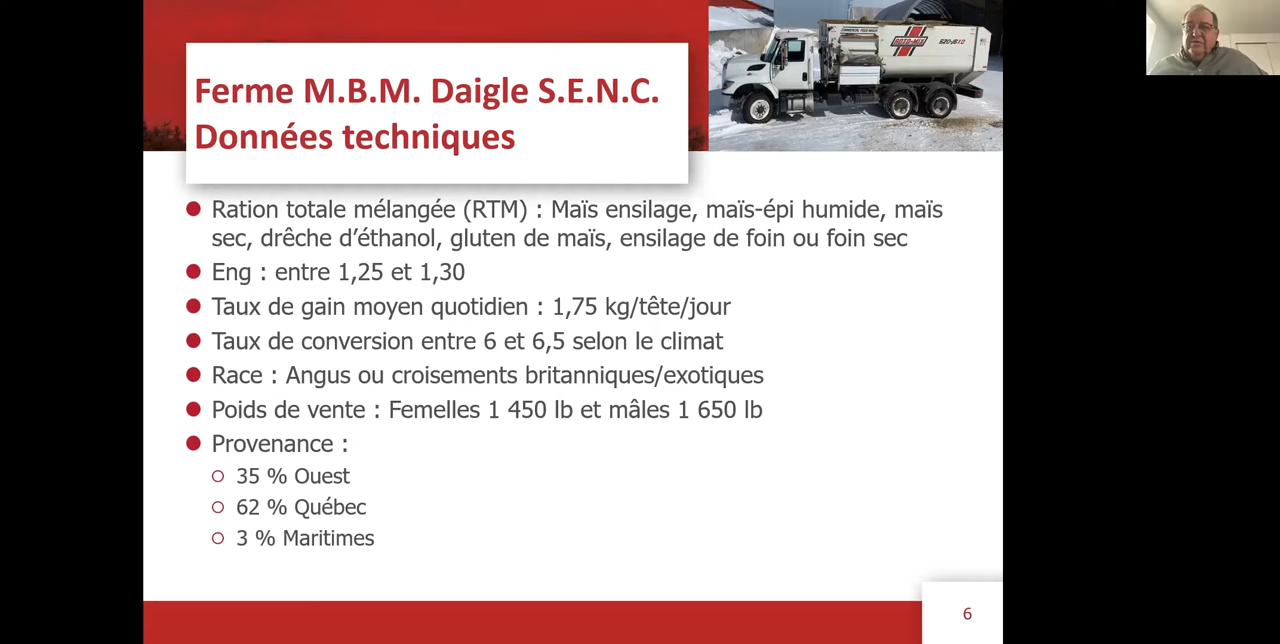 Ferme M.B.M. Daigle S.E.N.C.
Données techniques
ROTO-MIX
620-16
Ration totale mélangée (RTM) : Maïs ensilage, maïs-épi humide, maïs
sec, drêche d’éthanol, gluten de maïs, ensilage de foin ou foin sec
Eng : entre 1,25 et 1,30
Taux de gain moyen quotidien : 1,75 kg/tête/jour
Taux de conversion entre 6 et 6,5 selon le climat
Race : Angus ou croisements britanniques/exotiques
Poids de vente : Femelles 1 450 lb et mâles 1 650 lb
Provenance :
35 % Ouest
62 % Québec
3 % Maritimes
6